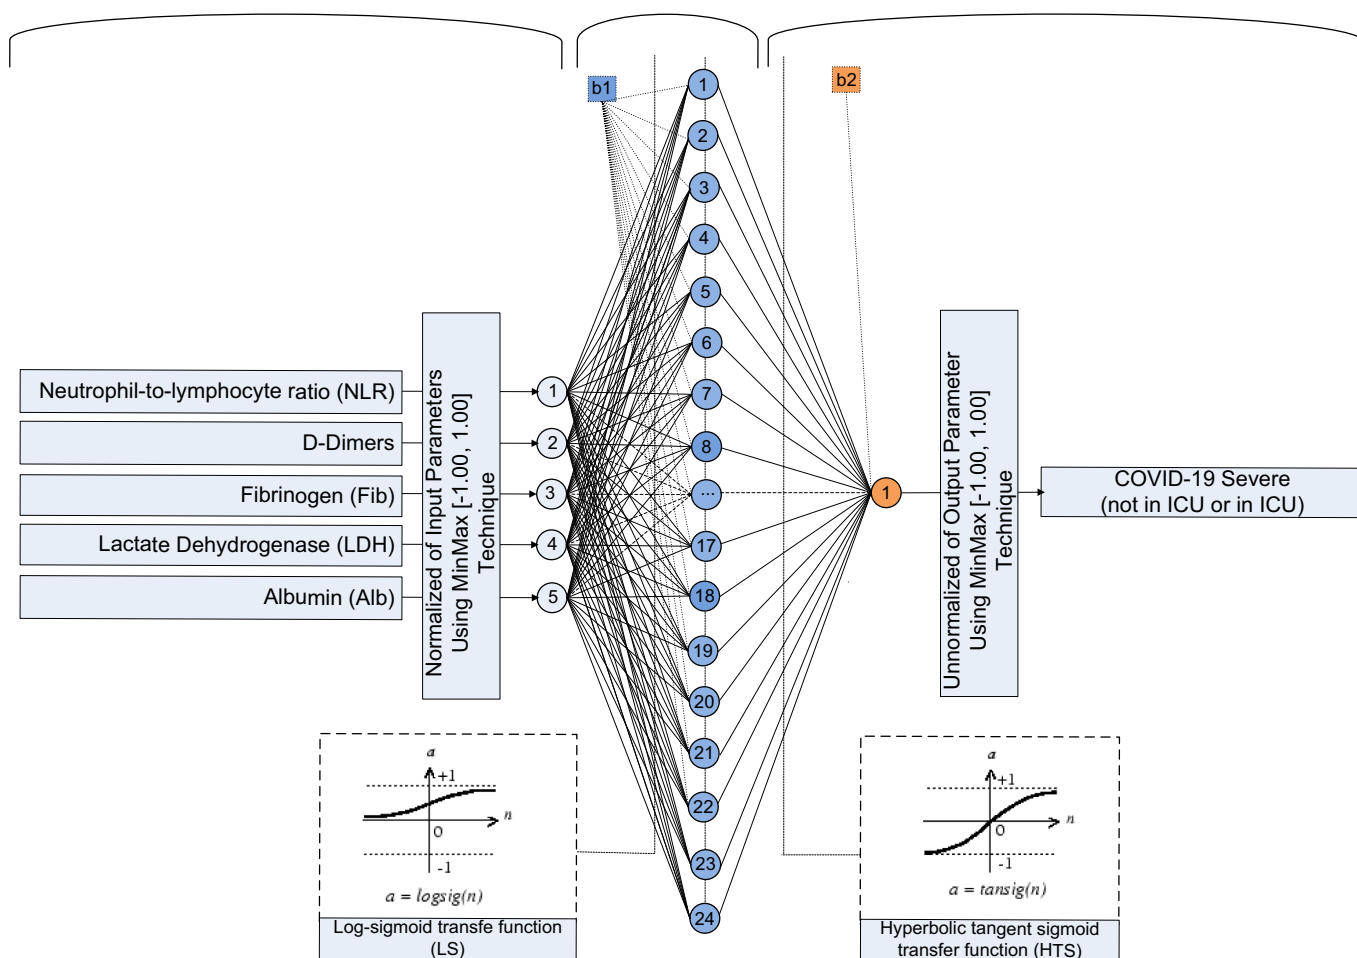 b1
b2
1
2
3
4
5
6
7
8
...
17
18
19
20
21
22
23
24
Neutrophil-to-lymphocyte ratio (NLR)
D-Dimers
Fibrinogen (Fib)
Lactate Dehydrogenase (LDH)
Albumin (Alb)
Normalized of Input Parameters
Using MinMax [-1.00, 1.00]
Technique
1
2
3
4
5
1
Unnormalized of Output Parameter
Using MinMax [-1.00, 1.00]
Technique
COVID-19 Severe
(not in ICU or in ICU)
a
+1
n
0
-1
a = logsig(n)
Log-sigmoid transfe function
(LS)
a
+1
n
0
-1
a = tansig(n)
Hyperbolic tangent sigmoid
transfer function (HTS)